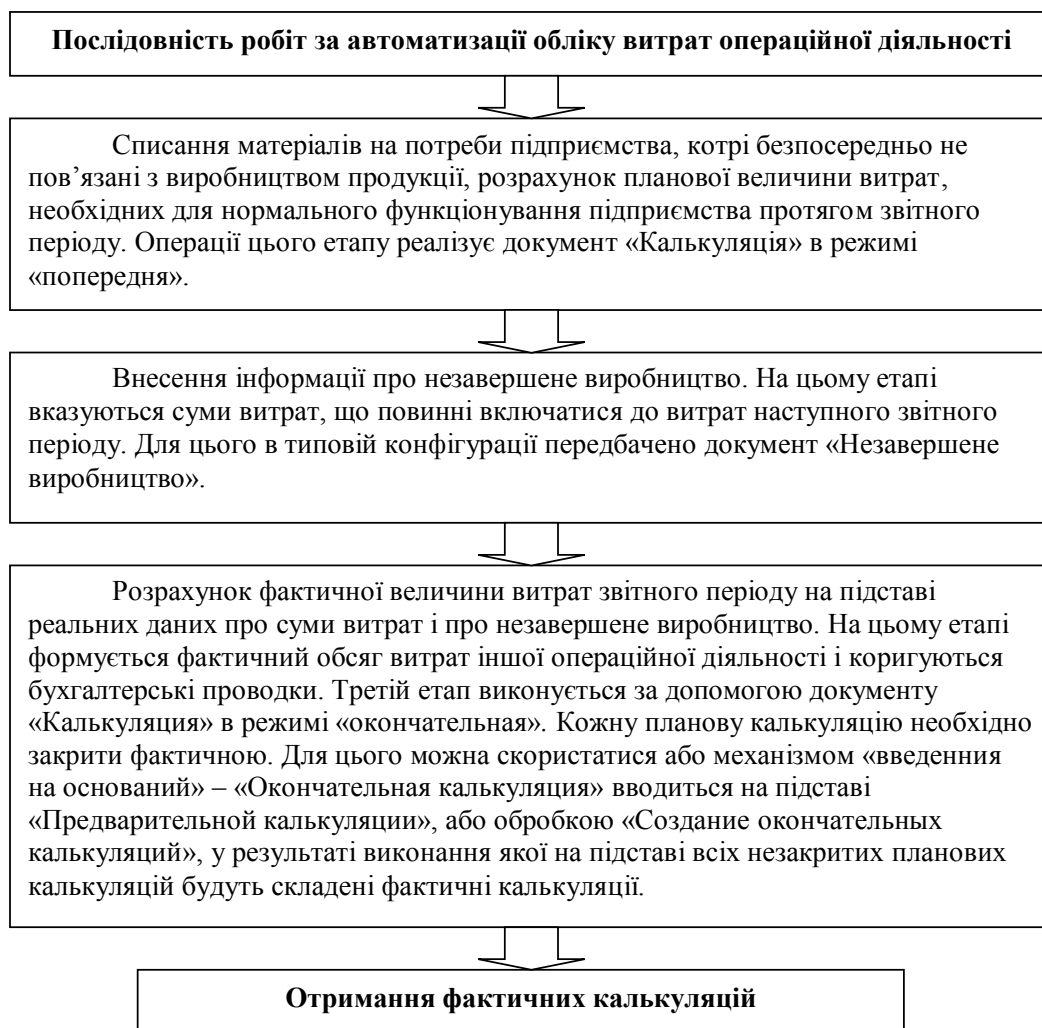 Послідовність робіт за автоматизації обліку витрат операційної діяльності
Списання матеріалів на потреби підприємства, котрі безпосередньо не
пов’язані з виробництвом продукції, розрахунок планової величини витрат,
необхідних для нормального функціонування підприємства протягом звітного
періоду. Операції цього етапу реалізує документ «Калькуляція» в режимі
«попередня».
Внесення інформації про незавершене виробництво. На цьому етапі
вказуються суми витрат, що повинні включатися до витрат наступного звітного
періоду. Для цього в типовій конфігурації передбачено документ «Незавершене
виробництво».
Розрахунок фактичної величини витрат звітного періоду на підставі
реальних даних про суми витрат і про незавершене виробництво. На цьому етапі
формується фактичний обсяг витрат іншої операційної діяльності і коригуються
бухгалтерські проводки. Третій етап виконується за допомогою документу
«Калькуляция» в режимі «окончательная». Кожну планову калькуляцію необхідно
закрити фактичною. Для цього можна скористатися або механізмом «введенния
на оснований» – «Окончательная калькуляция» вводиться на підставі
«Предварительной калькуляции», або обробкою «Создание окончательных
калькуляций», у результаті виконання якої на підставі всіх незакритих планових
калькуляцій будуть складені фактичні калькуляції.
Отримання фактичних калькуляцій